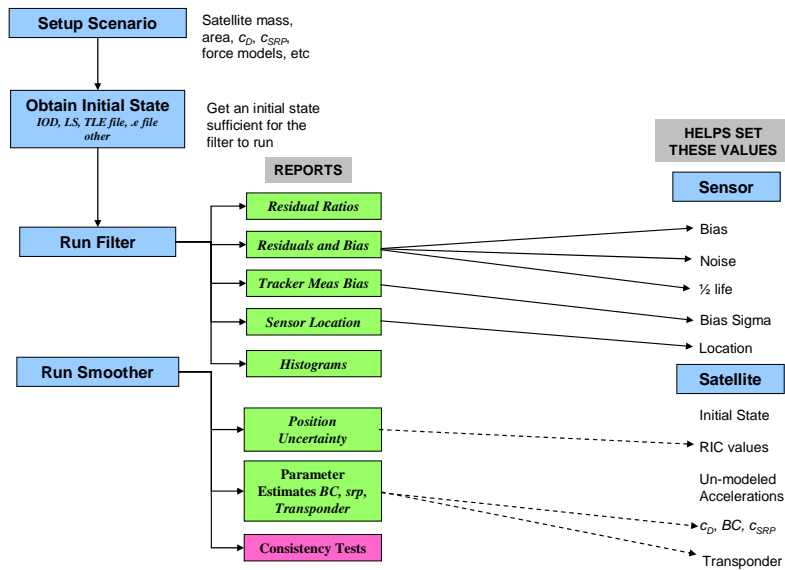 Setup Scenario
Satellite mass,
area, cD, cSRP,
force models, etc
Obtain Initial State
IOD, LS, TLE file, .e file
other
Get an initial state
sufficient for the
filter to run
REPORTS
HELPS SET
THESE VALUES
Sensor
Residual Ratios
Run Filter
Residuals and Bias
Bias
Noise
Tracker Meas Bias
½ life
Sensor Location
Bias Sigma
Location
Run Smoother
Histograms
Satellite
Initial State
Position
Uncertainty
RIC values
Parameter
Estimates BC, srp,
Transponder
Un-modeled
Accelerations
cD, BC, cSRP
Consistency Tests
Transponder